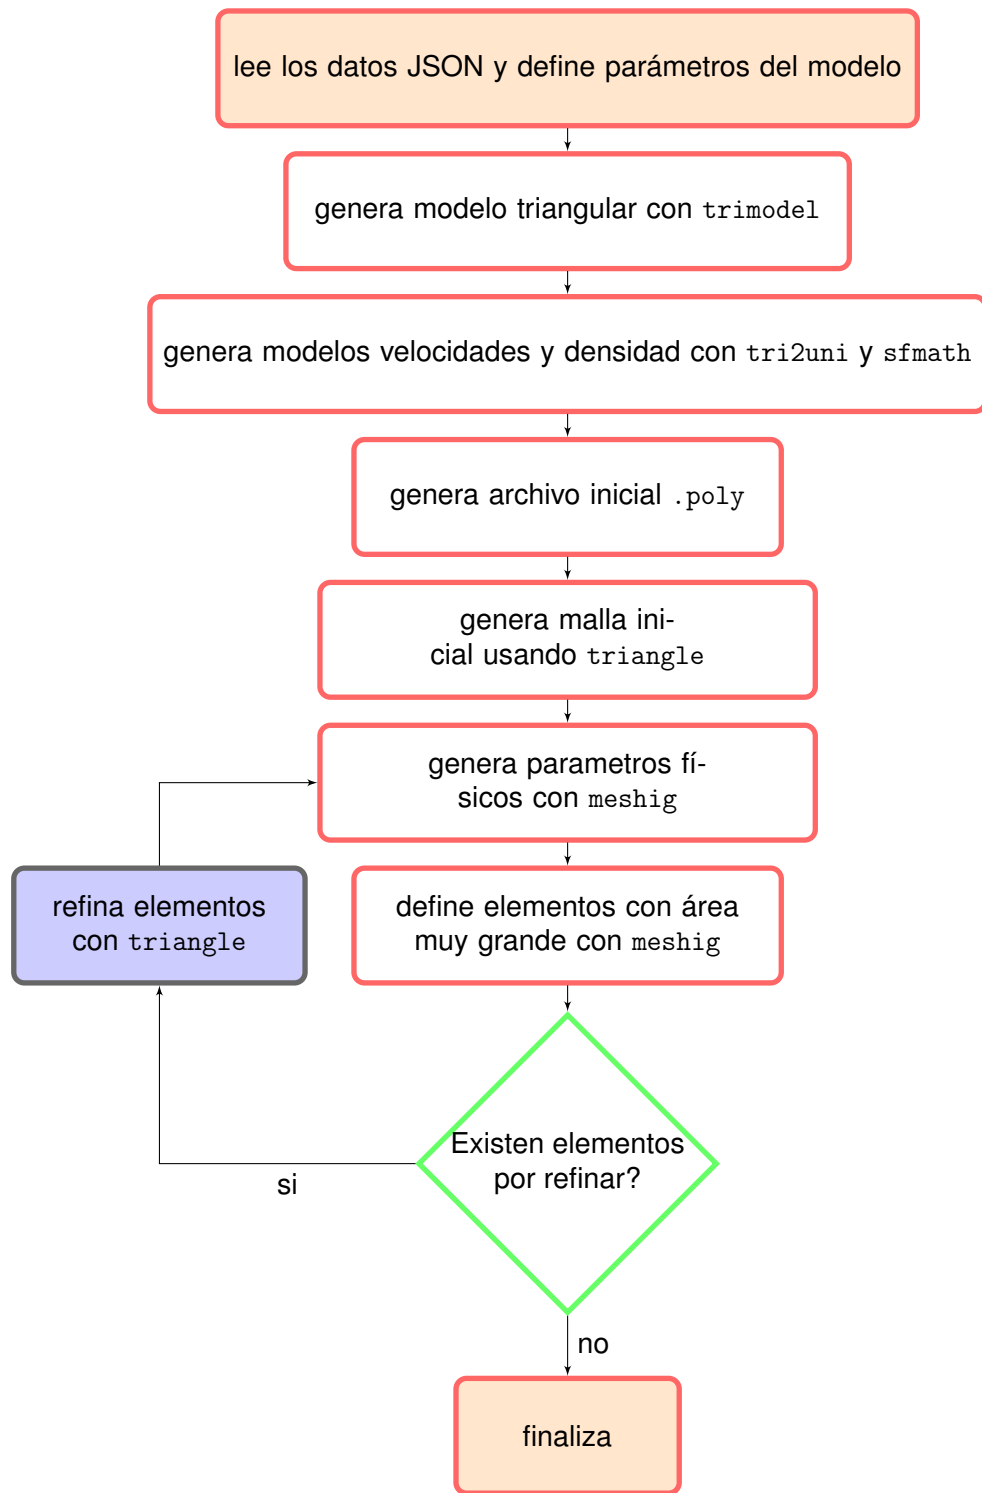 lee los datos JSON y define parámetros del modelo
genera modelo triangular con trimodel
genera modelos velocidades y densidad con tri2uni y sfmath
genera archivo inicial .poly
genera malla ini-
cial usando triangle
genera parametros fí-
sicos con meshig
refina elementos
con triangle
define elementos con área
muy grande con meshig
Existen elementos
por refinar?
si
no
finaliza